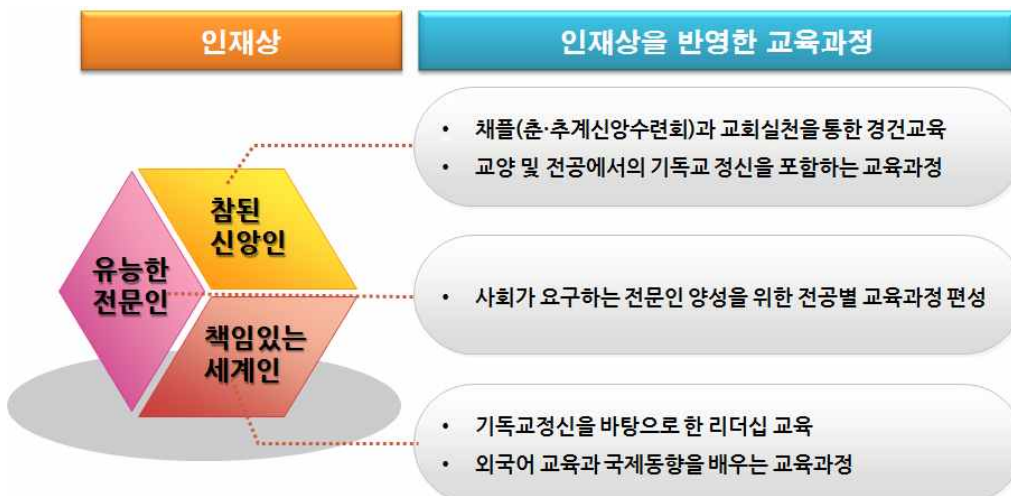 인재상
인재상을 반영한 교육과정
참된
신앙인
유능한
전문인
책임있는
세계인
• 채플(춘·추계신앙수련회)과 교회실천을 통한 경건교육
• 교양 및 전공에서의 기독교 정신을 포함하는 교육과정
• 사회가 요구하는 전문인 양성을 위한 전공별 교육과정 편성
• 기독교정신을 바탕으로 한 리더십 교육
• 외국어 교육과 국제동향을 배우는 교육과정